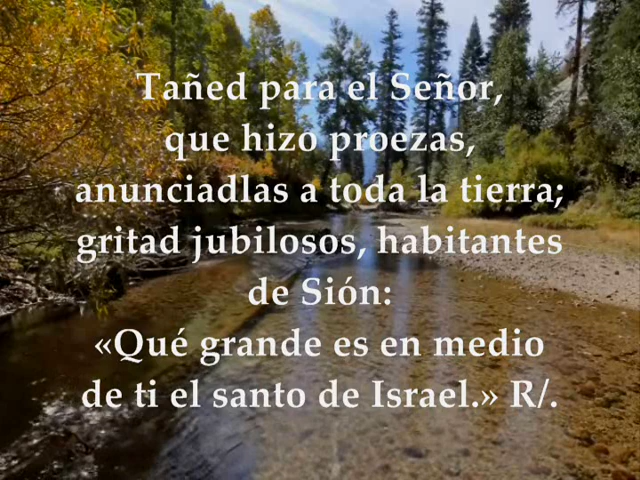 Tañed para el Señor,
que hizo proezas,
anunciadlas a toda la tierra;
gritad jubilosos, habitantes
de Sión:
«Qué grande es en medio
de ti el santo de Israel.» R/.